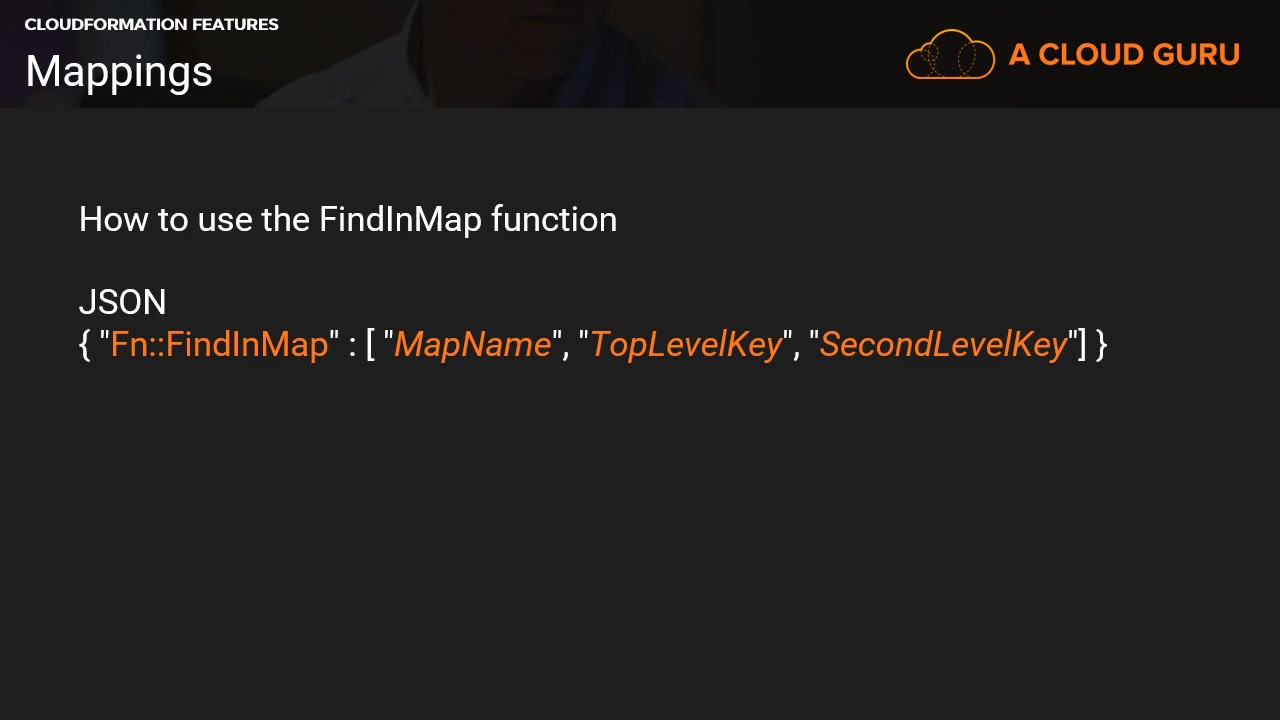 CLOUDFORMATION FEATURES
Mappings
A CLOUD GURU
How to use the FindInMap function
JSON
{ "Fn::FindInMap" : [ "MapName", "TopLevelKey", "SecondLevelKey"] }